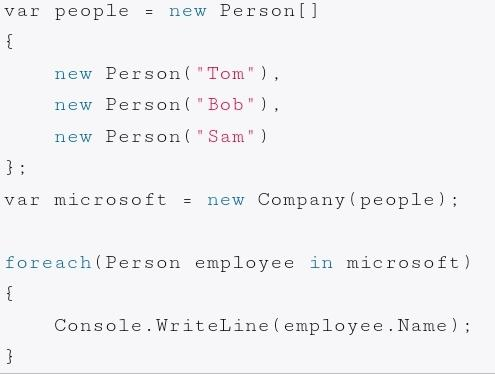 var people = new Person[]
{
    new Person("Tom"),
    new Person("Bob"),
    new Person("Sam")
};
var microsoft = new Company(people);

foreach(Person employee in microsoft)
{
    Console.WriteLine(employee.Name);
}